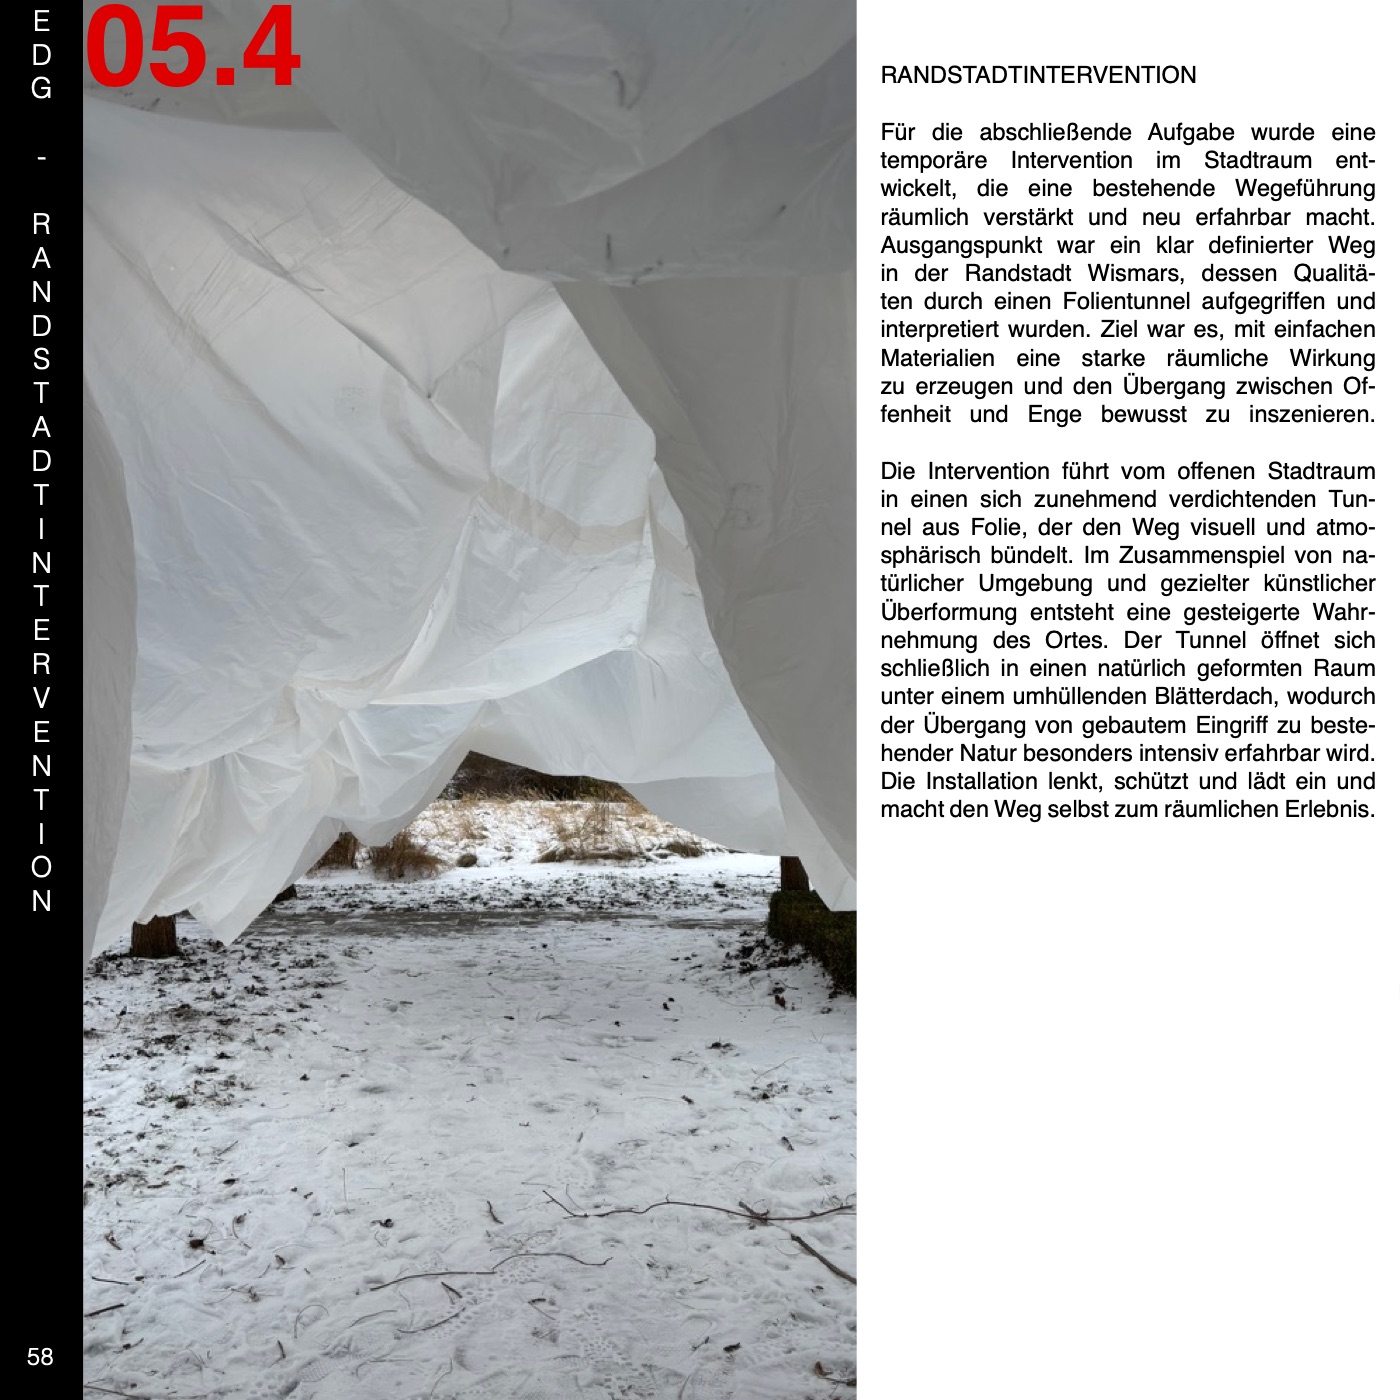 EDG - RANDSTADTINTERVENTION
05.4
RANDSTADTINTERVENTION
Für die abschließende Aufgabe wurde eine
temporäre Intervention im Stadtraum ent-
wickelt, die eine bestehende Wegeführung
räumlich verstärkt und neu erfahrbar macht.
Ausgangspunkt war ein klar definierter Weg
in der Randstadt Wismars, dessen Qualitä-
ten durch einen Folientunnel aufgegriffen und
interpretiert wurden. Ziel war es, mit einfachen
Materialien eine starke räumliche Wirkung
zu erzeugen und den Übergang zwischen Of-
fenheit und Enge bewusst zu inszenieren.
Die Intervention führt vom offenen Stadtraum
in einen sich zunehmend verdichtenden Tun-
nel aus Folie, der den Weg visuell und atmo-
sphärisch bündelt. Im Zusammenspiel von na-
türlicher Umgebung und gezielter künstlicher
Überformung entsteht eine gesteigerte Wahr-
nehmung des Ortes. Der Tunnel öffnet sich
schließlich in einen natürlich geformten Raum
unter einem umhüllenden Blätterdach, wodurch
der Übergang von gebautem Eingriff zu beste-
hender Natur besonders intensiv erfahrbar wird.
Die Installation lenkt, schützt und lädt ein und
macht den Weg selbst zum räumlichen Erlebnis.
58